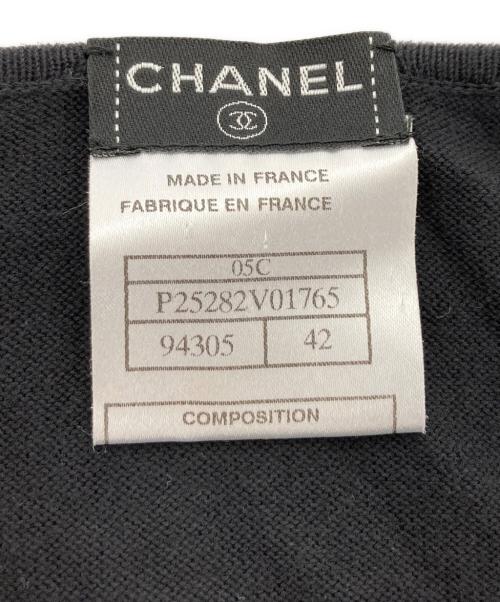 CHANEL
MADE IN FRANCE
FABRIQUE EN FRANCE
05C
P25282V01765
94305 42
COMPOSITION